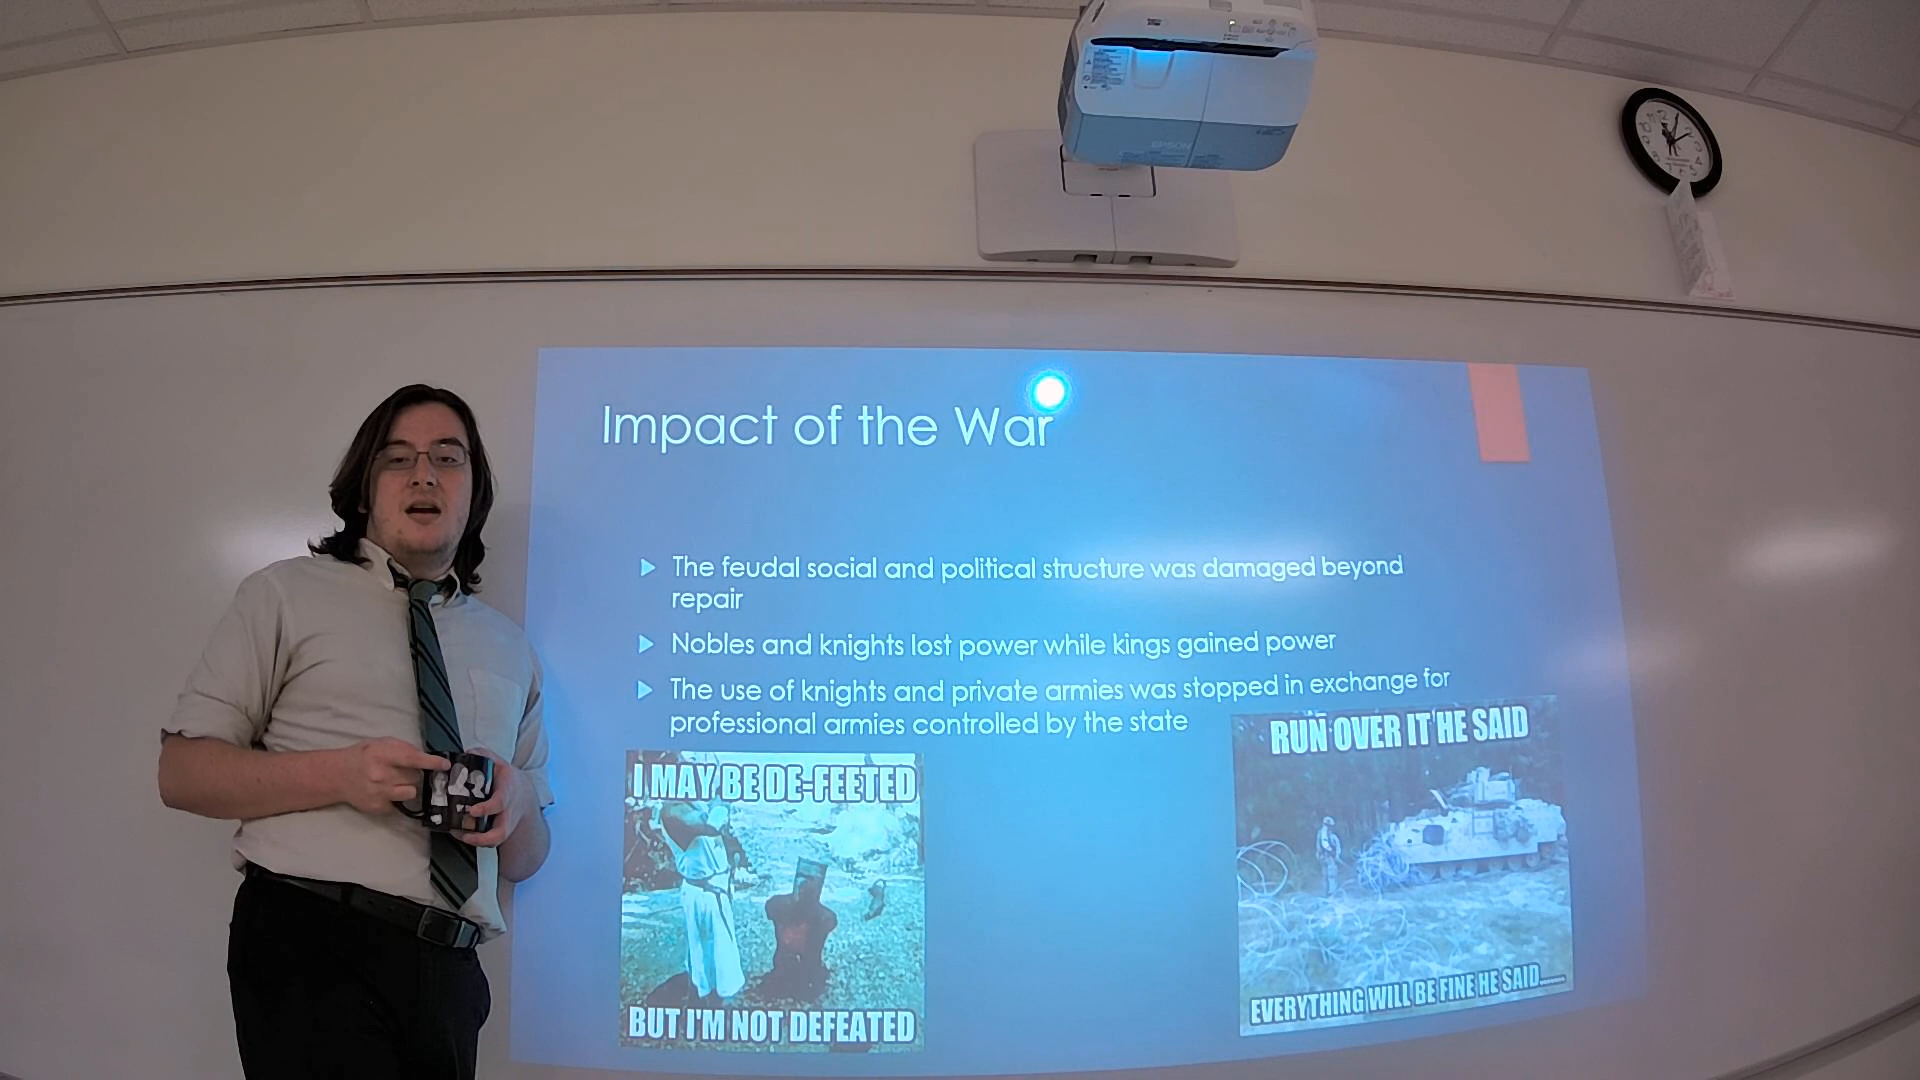 EPSON
Impact of the War
The feudal social and political structure was damaged beyond
repair
Nobles and knights lost power while kings gained power
The use of knights and private armies was stopped in exchange for
professional armies controlled by the state
I MAY BE DE-FEETED
BUT I'M NOT DEFEATED
RUN OVER IT HE SAID
EVERYTHING WILL BE FINE HE SAID......